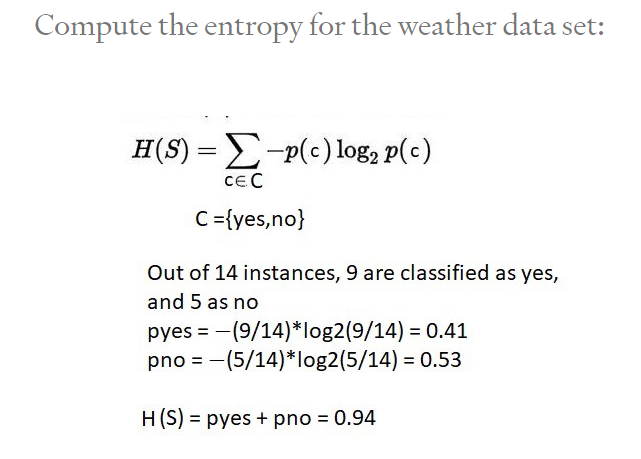 Compute the entropy for the weather data set:
H(S) = ∑ −p(c) log₂ p(c)
c∈C
C ={yes,no}
Out of 14 instances, 9 are classified as yes,
and 5 as no
pyes = −(9/14)*log2(9/14) = 0.41
pno = −(5/14)*log2(5/14) = 0.53
H (S) = pyes + pno = 0.94